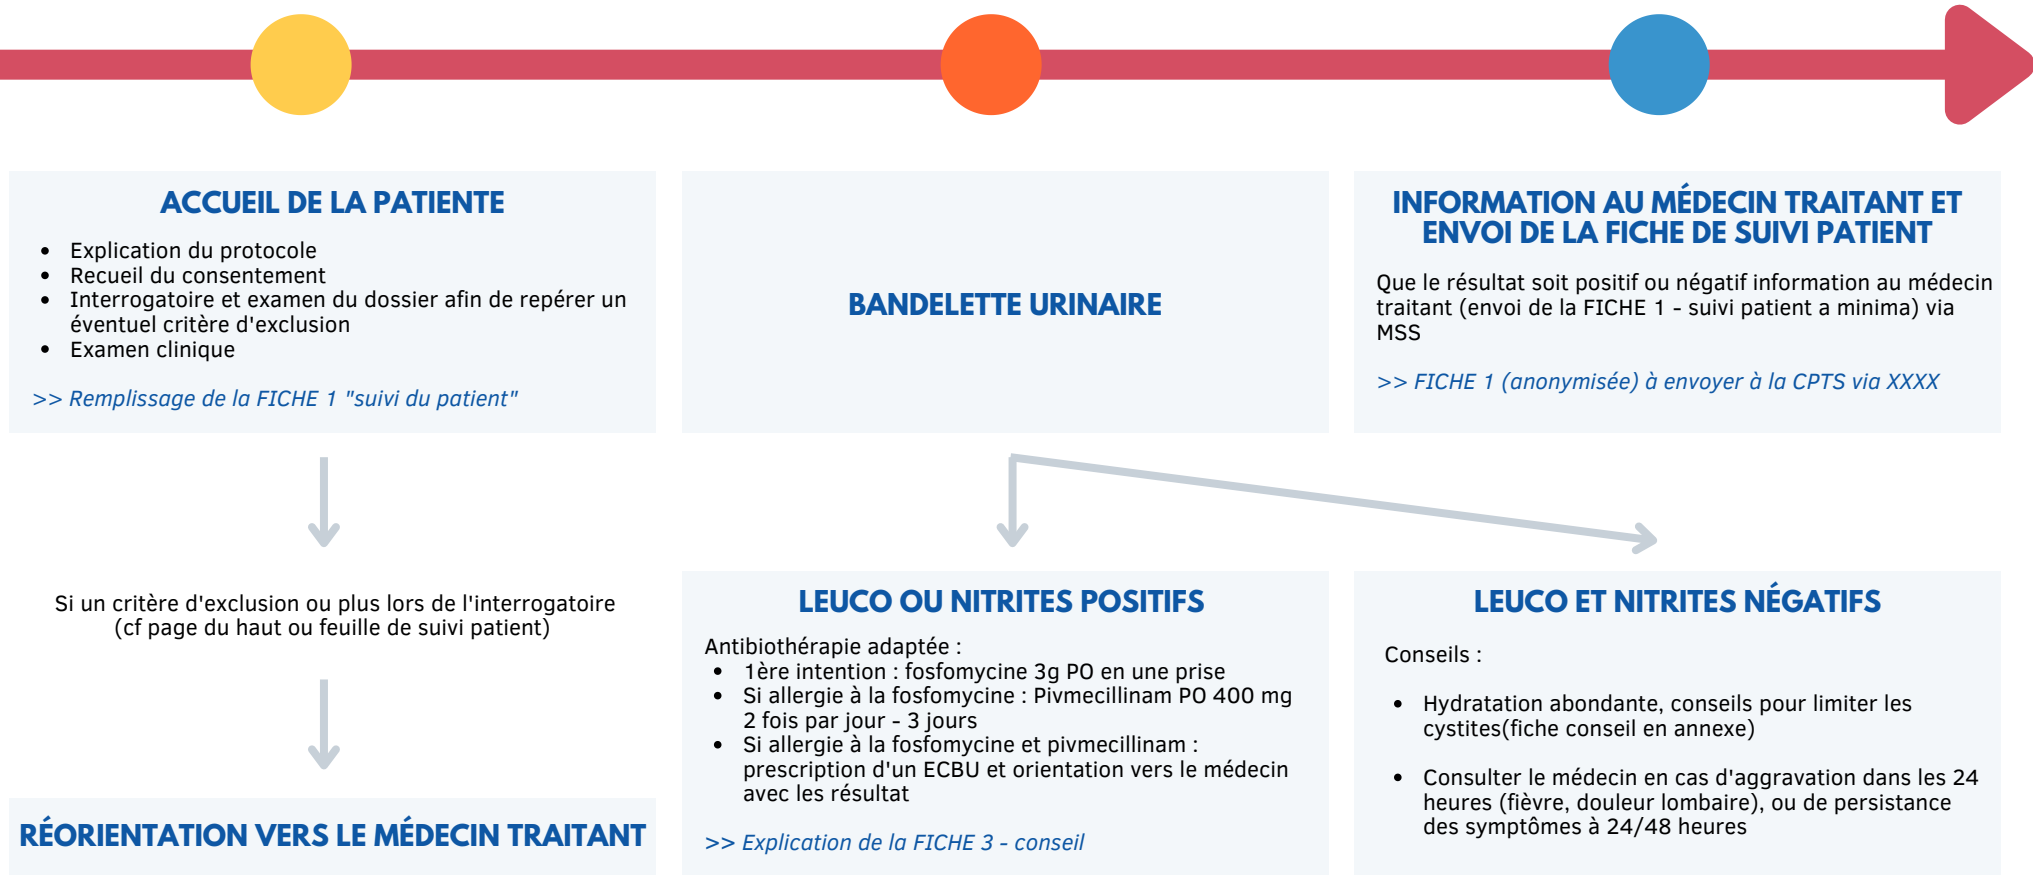 ACCUEIL DE LA PATIENTE
• Explication du protocole
• Recueil du consentement
• Interrogatoire et examen du dossier afin de repérer un
éventuel critère d'exclusion
• Examen clinique
>> Remplissage de la FICHE 1 "suivi du patient"
Si un critère d'exclusion ou plus lors de l'interrogatoire
(cf page du haut ou feuille de suivi patient)
RÉORIENTATION VERS LE MÉDECIN TRAITANT
BANDELETTE URINAIRE
LEUCO OU NITRITES POSITIFS
Antibiothérapie adaptée :
• 1ère intention : fosfomycine 3g PO en une prise
• Si allergie à la fosfomycine : Pivmecillinam PO 400 mg
2 fois par jour - 3 jours
• Si allergie à la fosfomycine et pivmecillinam :
prescription d'un ECBU et orientation vers le médecin
avec les résultat
>> Explication de la FICHE 3 - conseil
INFORMATION AU MÉDECIN TRAITANT ET
ENVOI DE LA FICHE DE SUIVI PATIENT
Que le résultat soit positif ou négatif information au médecin
traitant (envoi de la FICHE 1 - suivi patient a minima) via
MSS
>> FICHE 1 (anonymisée) à envoyer à la CPTS via XXXX
LEUCO ET NITRITES NÉGATIFS
Conseils :
• Hydratation abondante, conseils pour limiter les
cystites(fiche conseil en annexe)
• Consulter le médecin en cas d'aggravation dans les 24
heures (fièvre, douleur lombaire), ou de persistance
des symptômes à 24/48 heures